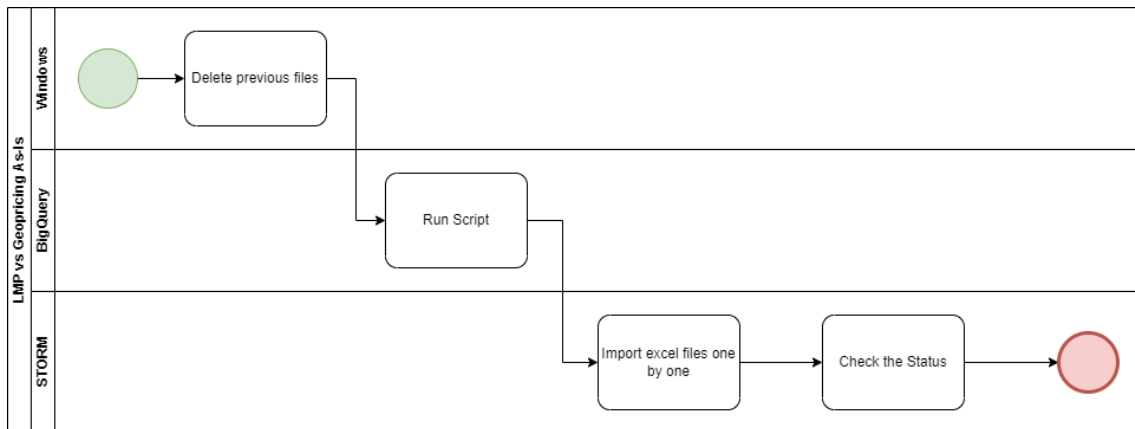 LMP vs Geopricing As-Is
Windows
Delete previous files
BigQuery
Run Script
STORM
Import excel files one
by one
Check the Status